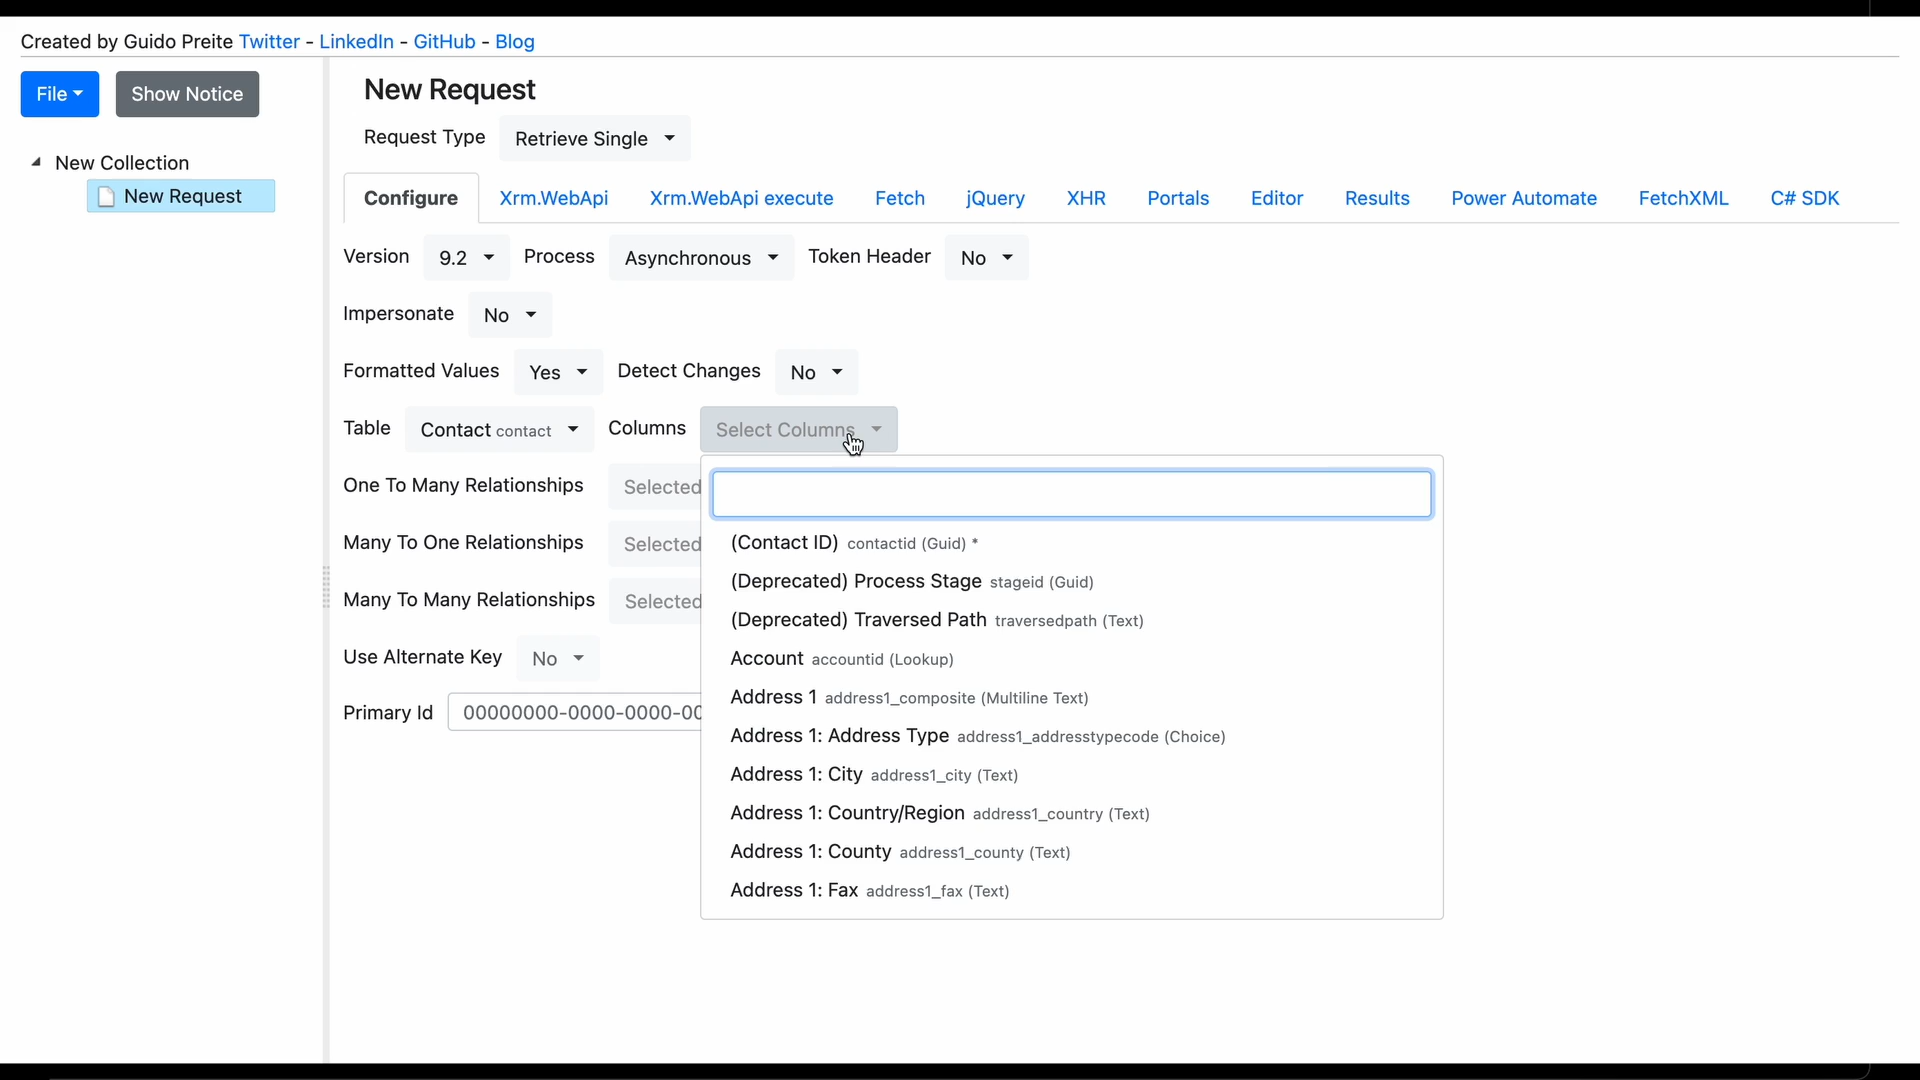 Created by Guido Preite Twitter - LinkedIn - GitHub - Blog
File Show Notice
New Collection
New Request
New Request
Request Type Retrieve Single
Configure Xrm.WebApi Xrm.WebApi execute Fetch jQuery XHR Portals Editor Results Power Automate FetchXML C# SDK
Version 9.2 Process Asynchronous Token Header No
Impersonate No
Formatted Values Yes Detect Changes No
Table Contact contact Columns Select Columns
One To Many Relationships Selected
Many To One Relationships Selected
Many To Many Relationships Selected
Use Alternate Key No
Primary Id 00000000-0000-0000-00
(Contact ID) contactid (Guid) *
(Deprecated) Process Stage stageid (Guid)
(Deprecated) Traversed Path traversedpath (Text)
Account accountid (Lookup)
Address 1 address1_composite (Multiline Text)
Address 1: Address Type address1_addresstypecode (Choice)
Address 1: City address1_city (Text)
Address 1: Country/Region address1_country (Text)
Address 1: County address1_county (Text)
Address 1: Fax address1_fax (Text)